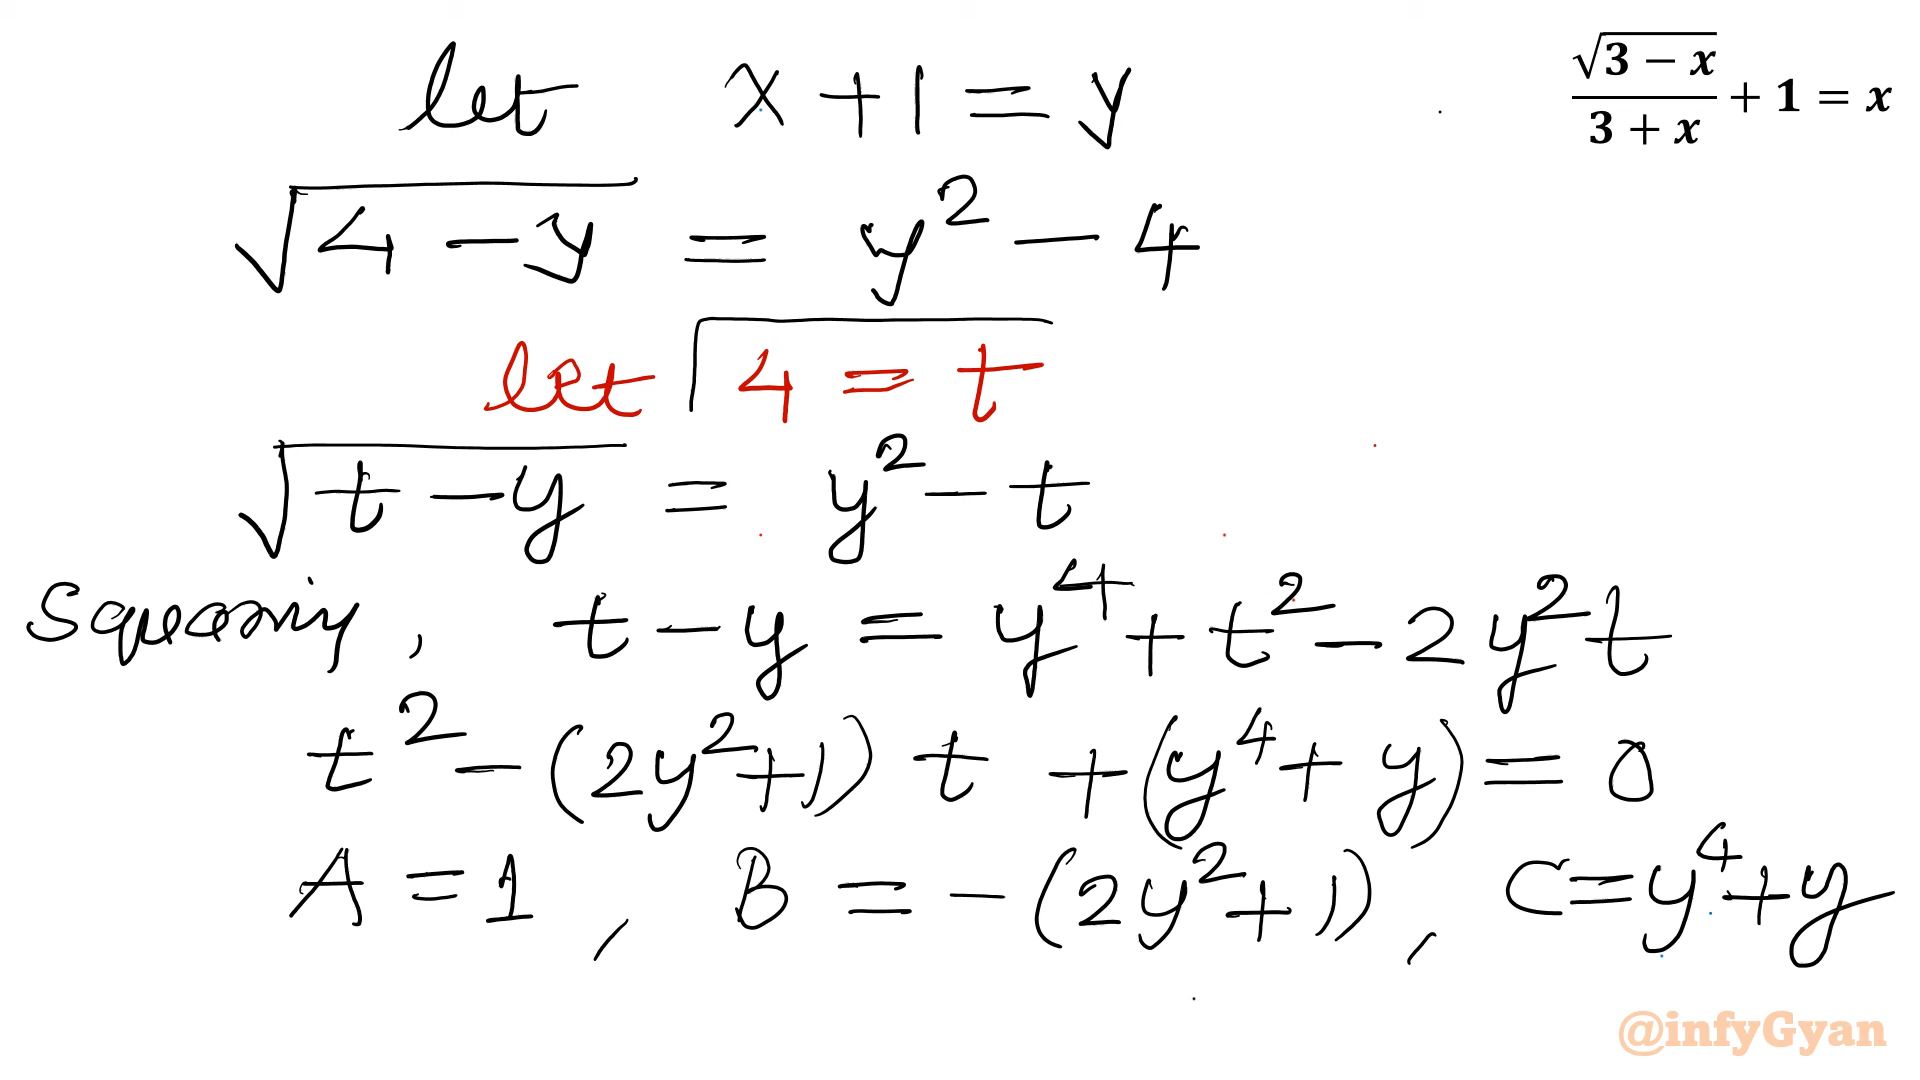 let x + 1 = y
√(3 − x)/(3 + x) + 1 = x
√(4 − y) = y² − 4
let 4 = t
√(t − y) = y² − t
Squaring, t − y = y⁴ + t² − 2y²t
t² − (2y² + 1) t + (y⁴ + y) = 0
A = 1, B = −(2y² + 1), C = y⁴ + y
@infyGyan